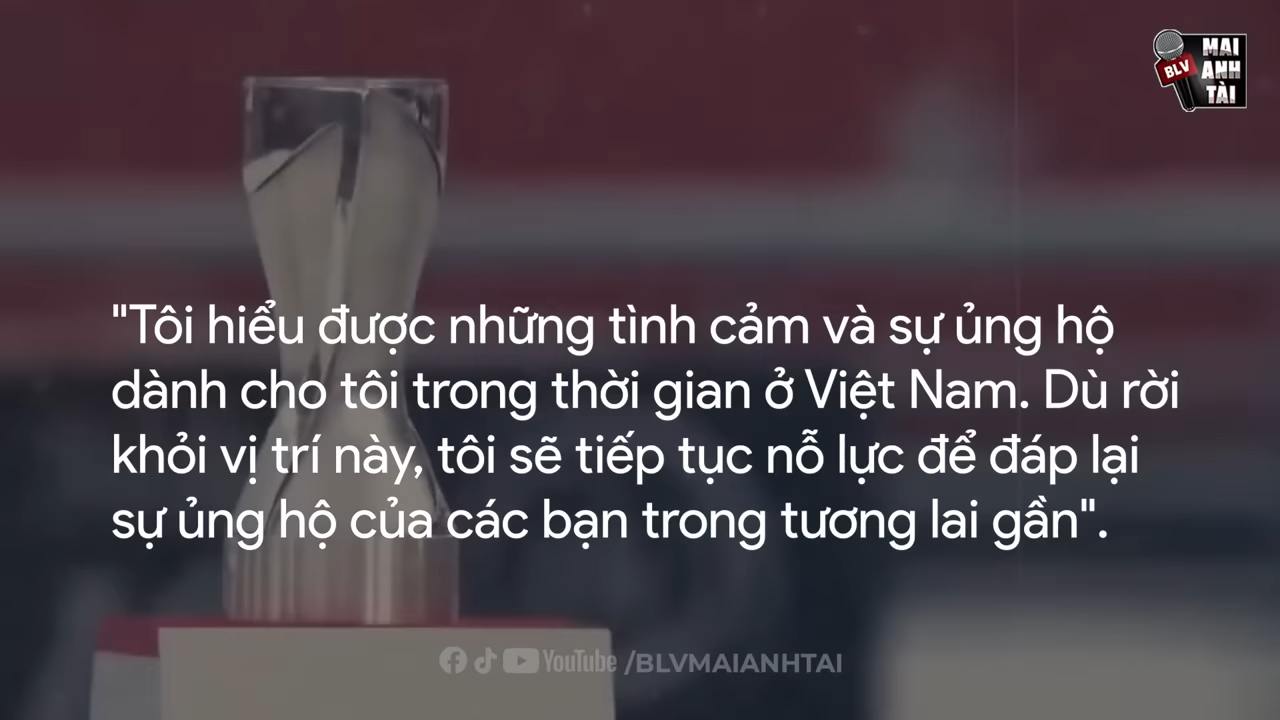 MAI
BLV ANH
TÀI
"Tôi hiểu được những tình cảm và sự ủng hộ
dành cho tôi trong thời gian ở Việt Nam. Dù rời
khỏi vị trí này, tôi sẽ tiếp tục nỗ lực để đáp lại
sự ủng hộ của các bạn trong tương lai gần".
YouTube /BLVMAIANHTAI